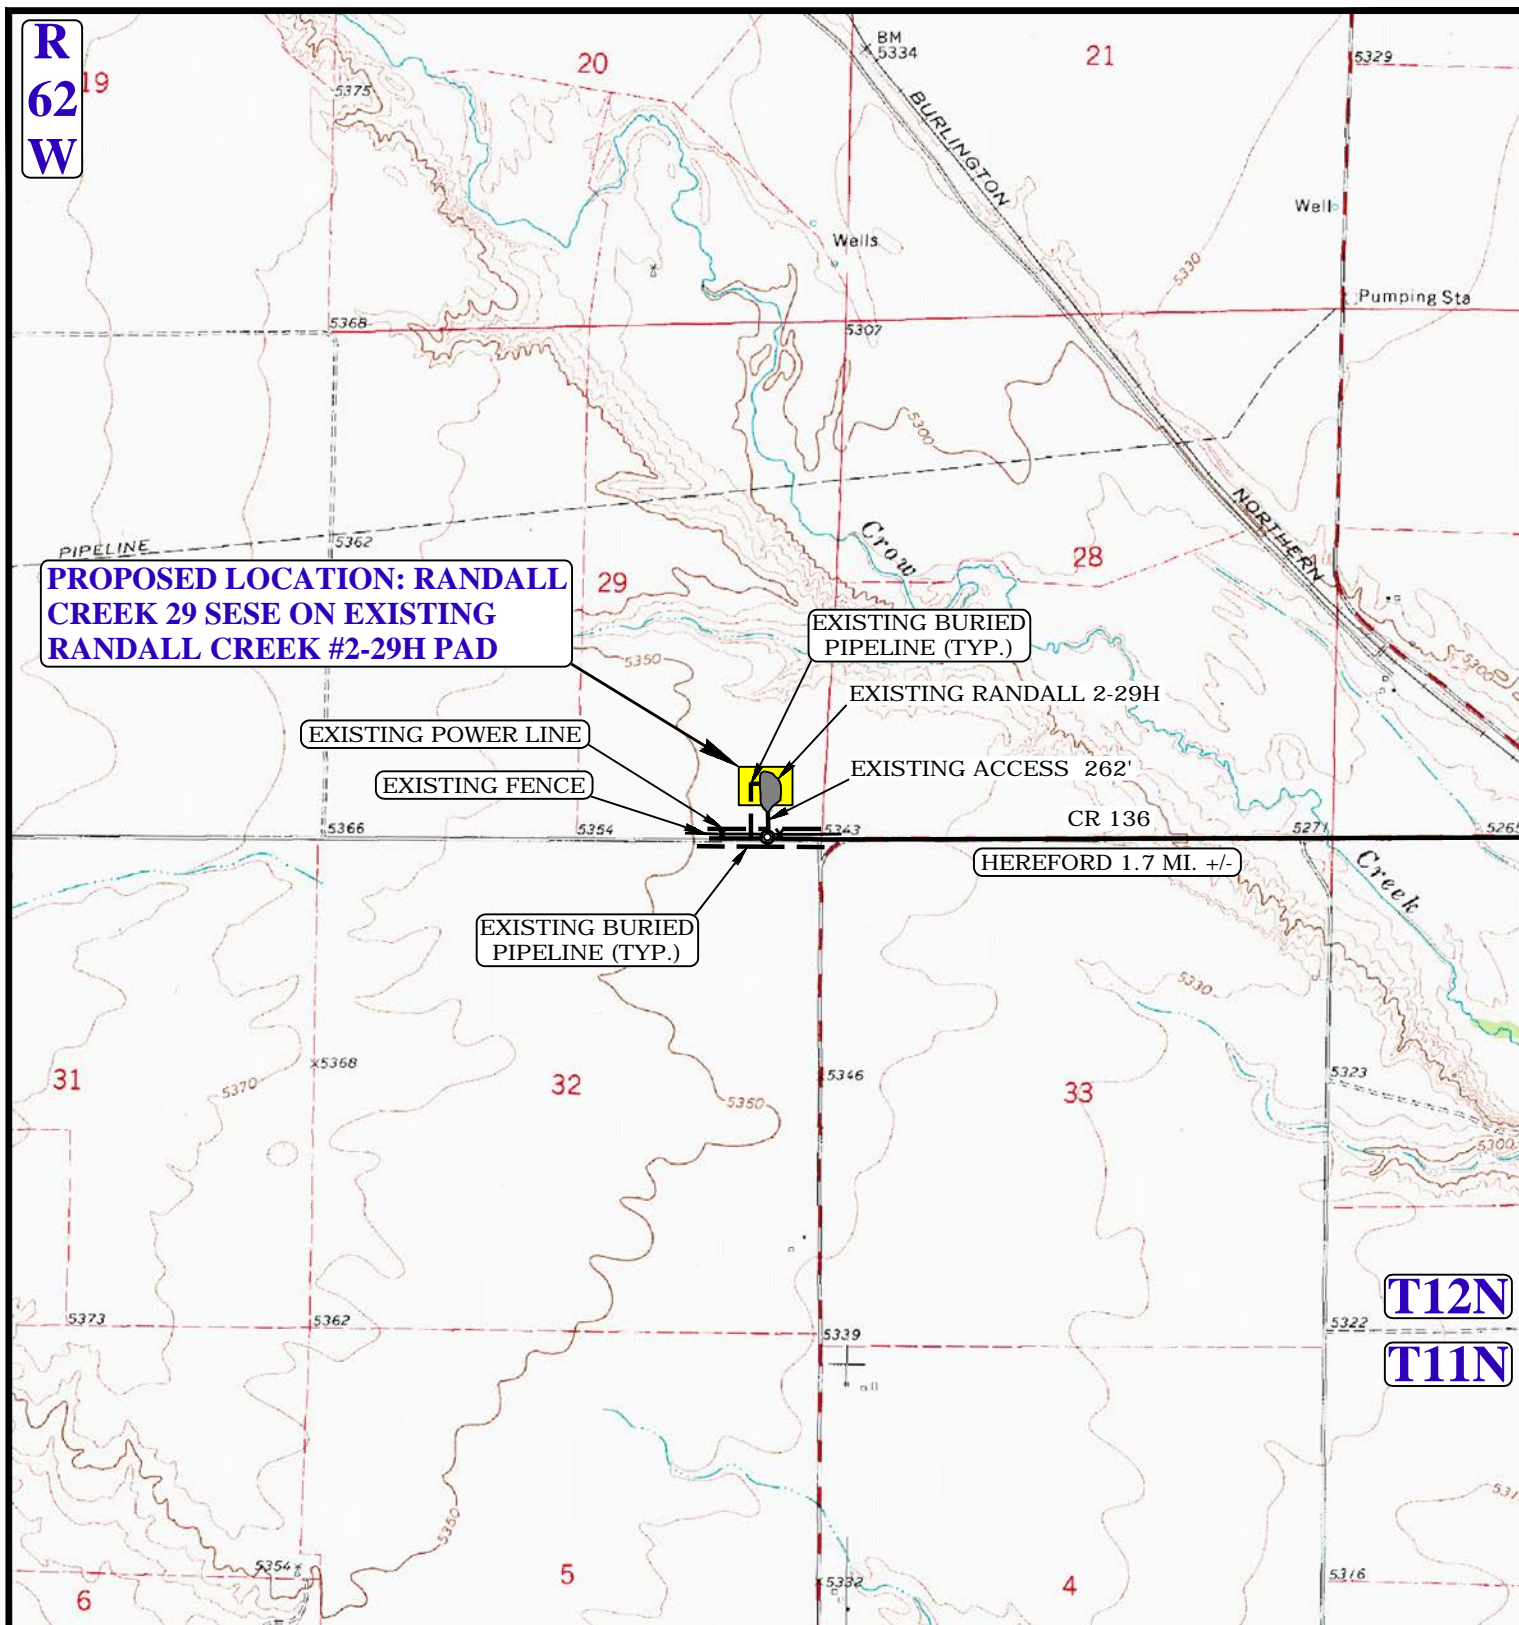 R
62
W
19
20
21
BM
5334
5329
5375
BURLINGTON
Wells
Well
5330
Pumping Sta
5368
5307
5300
NORTHERN
PIPELINE
5362
Crow
28
29
PROPOSED LOCATION: RANDALL
CREEK 29 SESE ON EXISTING
RANDALL CREEK #2-29H PAD
EXISTING BURIED
PIPELINE (TYP.)
5350
5300
EXISTING RANDALL 2-29H
EXISTING POWER LINE
EXISTING FENCE
EXISTING ACCESS 262'
CR 136
5366
5354
5343
5271
5265
HEREFORD 1.7 MI. +/-
Creek
EXISTING BURIED
PIPELINE (TYP.)
5330
31
5368
32
5346
33
5323
5370
5350
5300
T12N
5373
5362
5339
5322
T11N
5350
5354
5
5332
4
5316
6